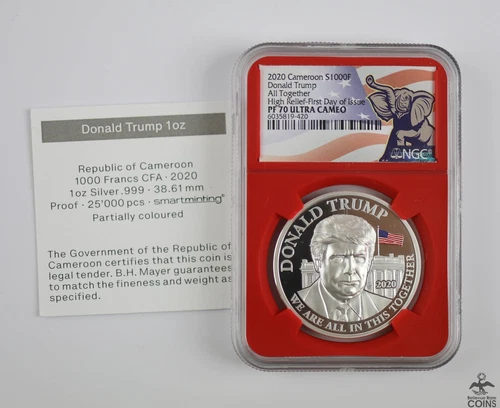 Donald Trump 1oz
Republic of Cameroon
1000 Francs CFA · 2020
1oz Silver .999 · 38.61 mm
Proof · 25'000 pcs · smartminting®
Partially coloured
The Government of the Republic of
Cameroon certifies that this coin is
legal tender. B.H. Mayer guarantees
to match the fineness and weight as
specified.
2020 Cameroon S1000F
Donald Trump
All Together
High Relief-First Day of Issue
PF 70 ULTRA CAMEO
6035819-420
NGC
DONALD TRUMP
2020
WE ARE ALL IN THIS TOGETHER
COINS